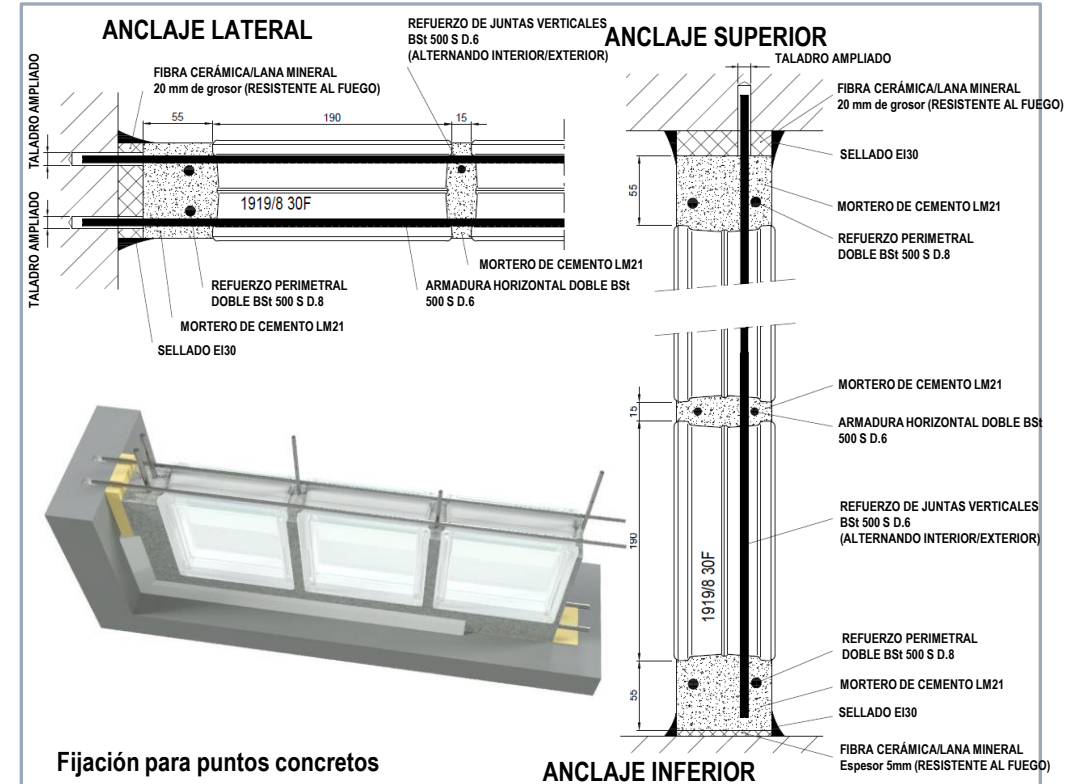 ANCLAJE LATERAL
REFUERZO DE JUNTAS VERTICALES
BSt 500 S D.6
(ALTERNANDO INTERIOR/EXTERIOR)
FIBRA CERÁMICA/LANA MINERAL
20 mm de grosor (RESISTENTE AL FUEGO)
TALADRO AMPLIADO
TALADRO AMPLIADO
55
190
15
1919/8 30F
MORTERO DE CEMENTO LM21
REFUERZO PERIMETRAL
DOBLE BSt 500 S D.8
ARMADURA HORIZONTAL DOBLE BSt
500 S D.6
MORTERO DE CEMENTO LM21
SELLADO EI30
Fijación para puntos concretos
ANCLAJE SUPERIOR
TALADRO AMPLIADO
FIBRA CERÁMICA/LANA MINERAL
20 mm de grosor (RESISTENTE AL FUEGO)
SELLADO EI30
55
MORTERO DE CEMENTO LM21
REFUERZO PERIMETRAL
DOBLE BSt 500 S D.8
MORTERO DE CEMENTO LM21
15
ARMADURA HORIZONTAL DOBLE BSt
500 S D.6
REFUERZO DE JUNTAS VERTICALES
BSt 500 S D.6
(ALTERNANDO INTERIOR/EXTERIOR)
190
1919/8 30F
REFUERZO PERIMETRAL
DOBLE BSt 500 S D.8
55
MORTERO DE CEMENTO LM21
SELLADO EI30
FIBRA CERÁMICA/LANA MINERAL
Espesor 5mm (RESISTENTE AL FUEGO)
ANCLAJE INFERIOR